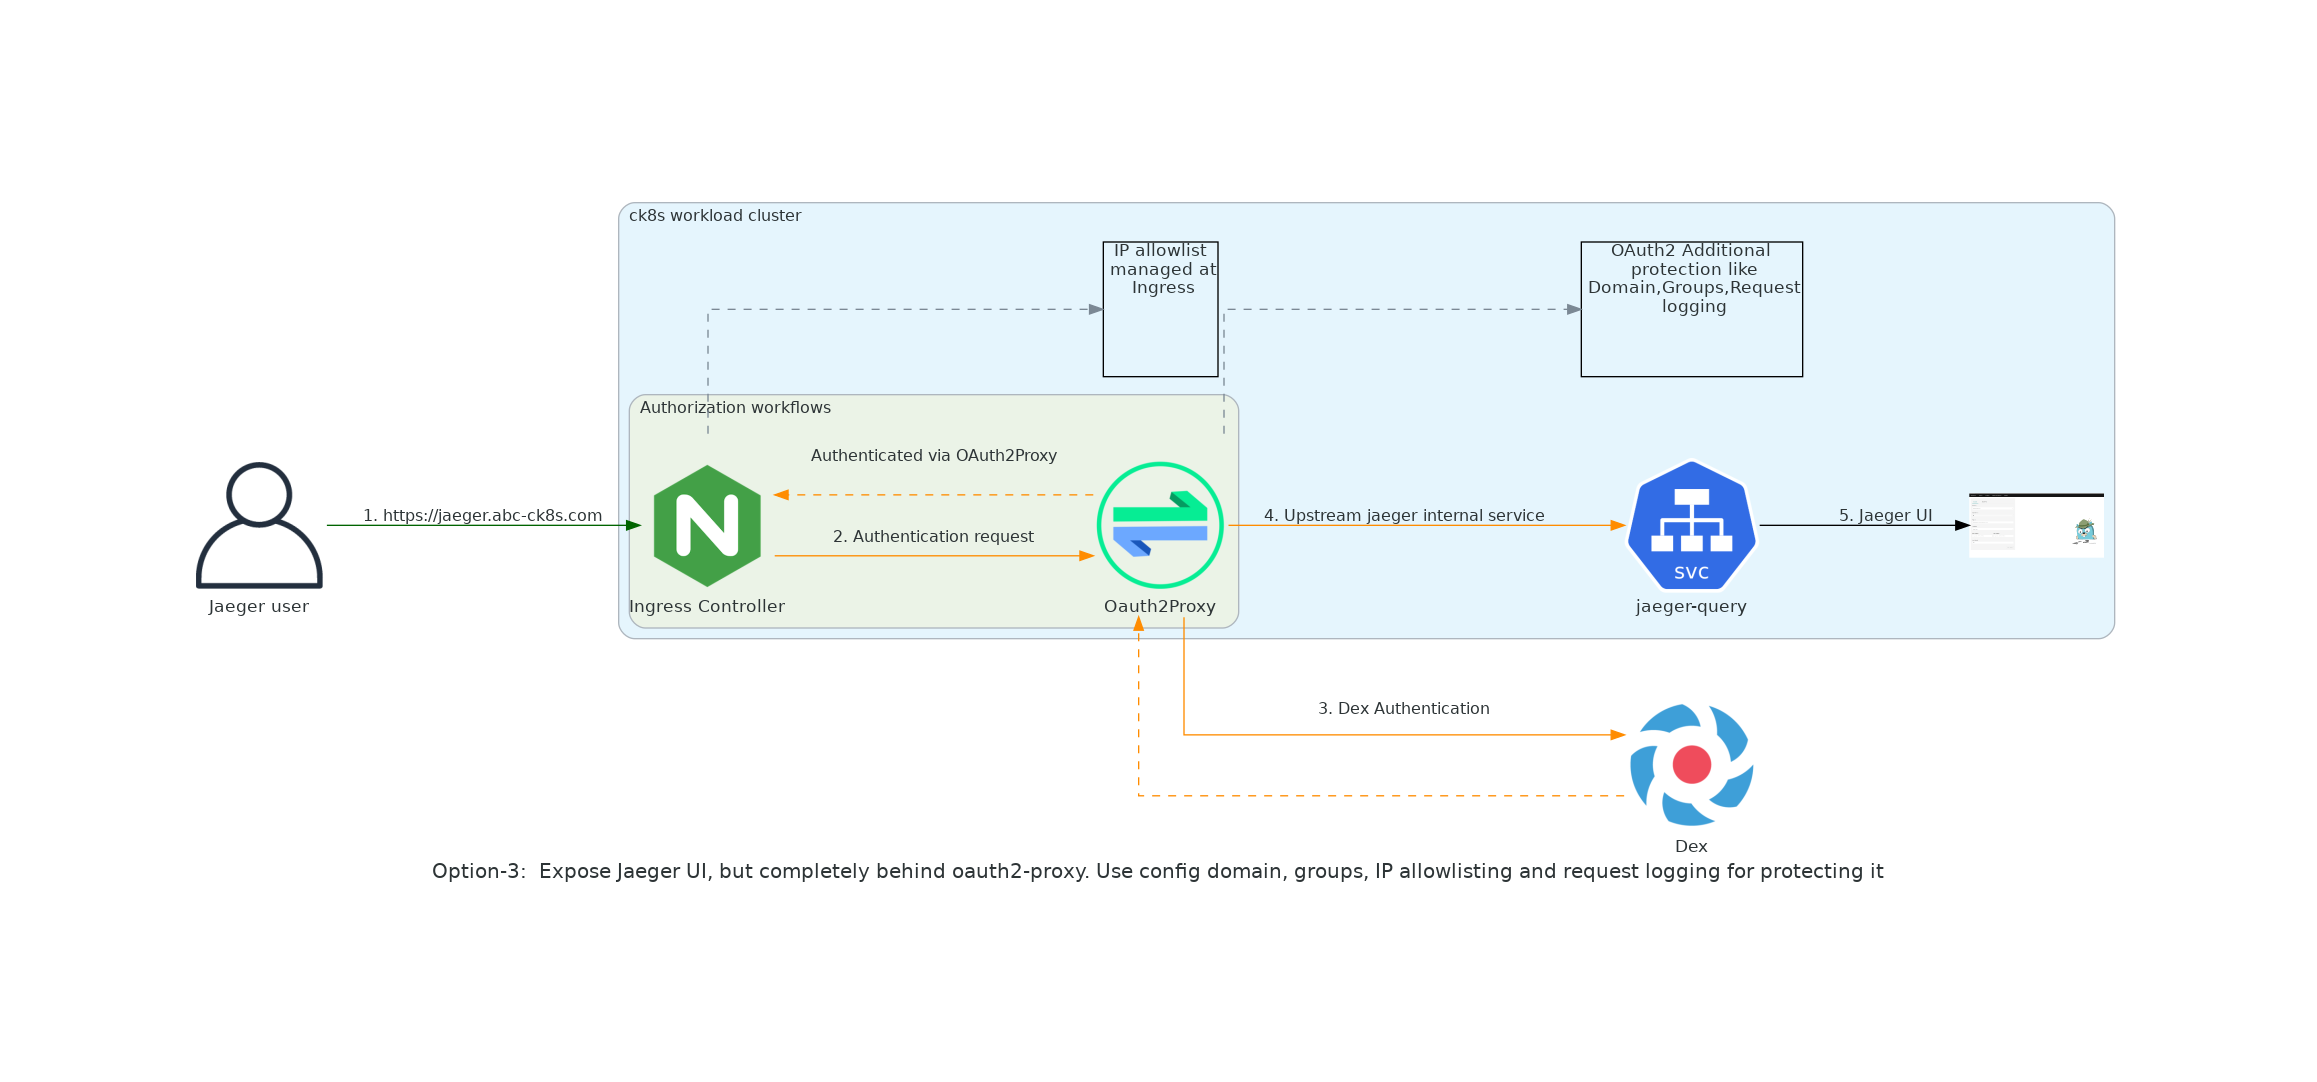 ck8s workload cluster
IP allowlist
managed at
Ingress
OAuth2 Additional
protection like
Domain,Groups,Request
logging
Authorization workflows
Authenticated via OAuth2Proxy
1. https://jaeger.abc-ck8s.com
2. Authentication request
4. Upstream jaeger internal service
5. Jaeger UI
svc
Jaeger user
Ingress Controller
Oauth2Proxy
jaeger-query
3. Dex Authentication
Dex
Option-3:  Expose Jaeger UI, but completely behind oauth2-proxy. Use config domain, groups, IP allowlisting and request logging for protecting it